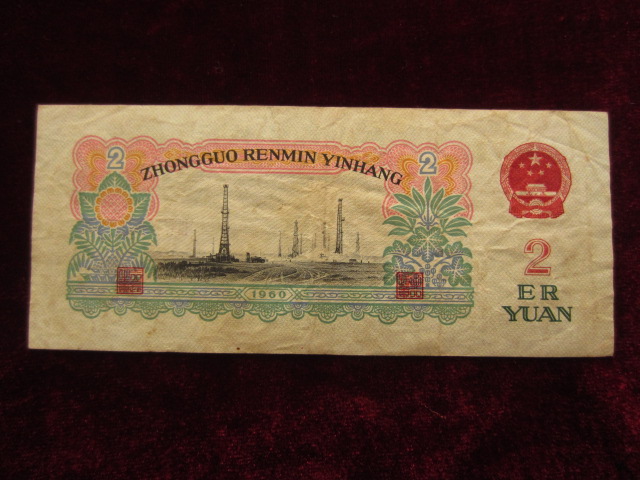 2 2
ZHONGGUO RENMIN YINHANG
1960
2
ER
YUAN